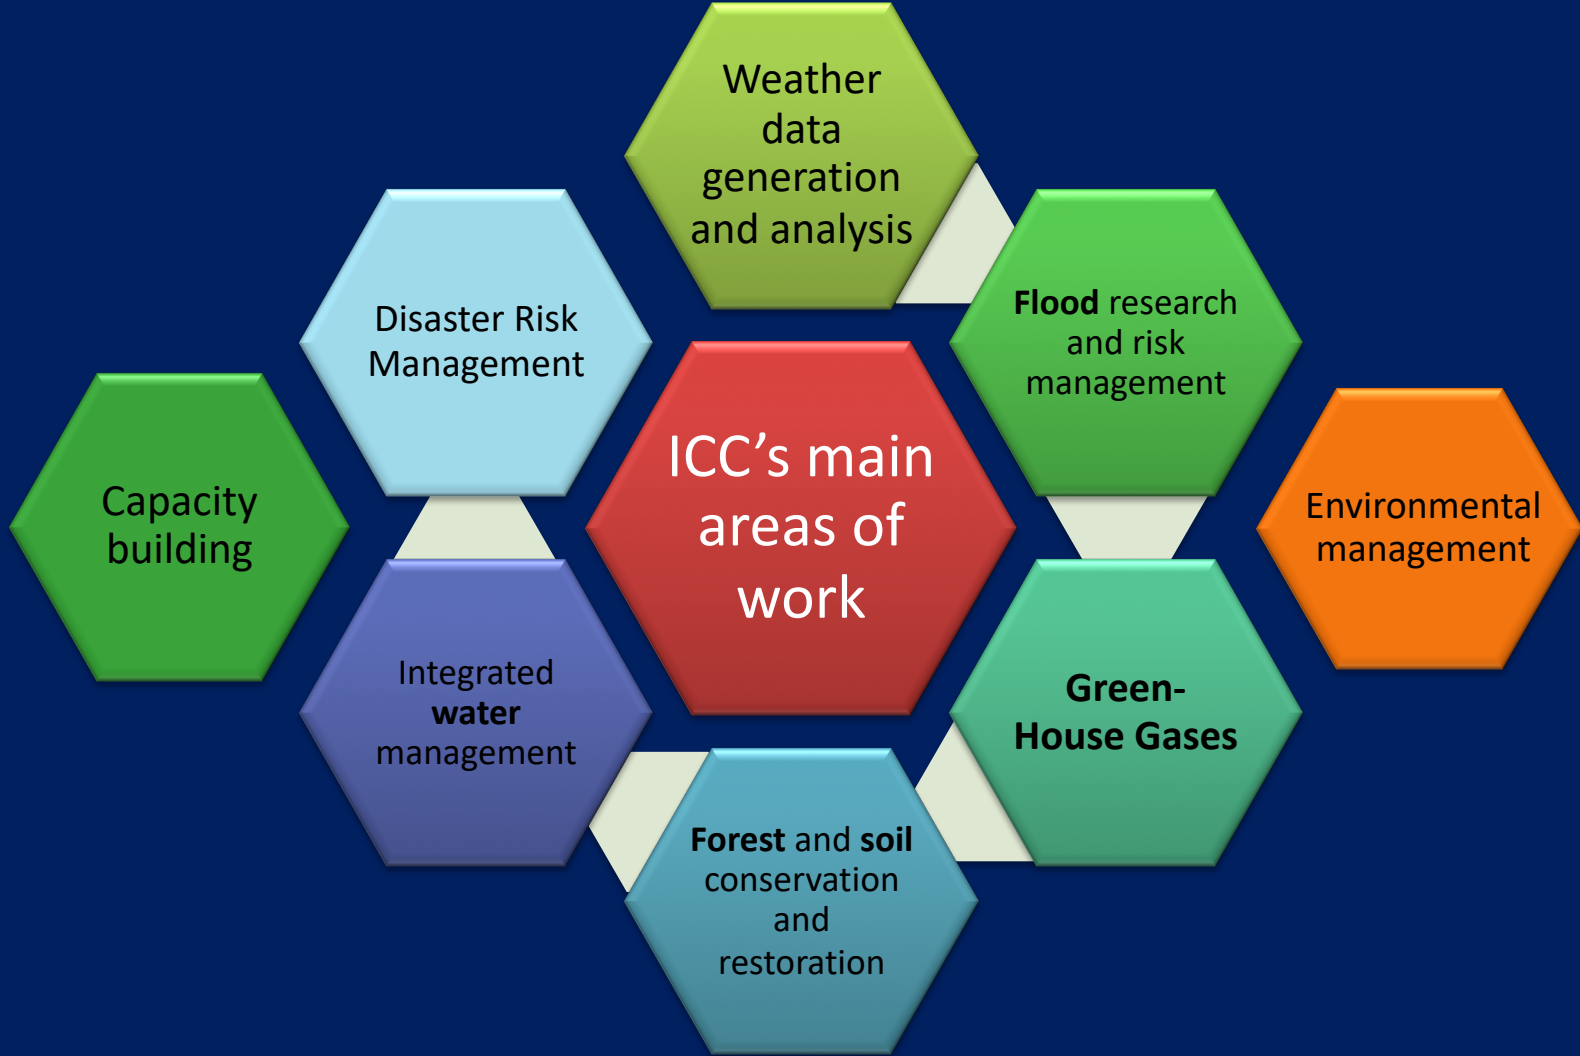 Weather
data
generation
and analysis
Disaster Risk
Management
Flood research
and risk
management
Capacity
building
ICC’s main
areas of
work
Environmental
management
Integrated
water
management
Green-
House Gases
Forest and soil
conservation
and
restoration